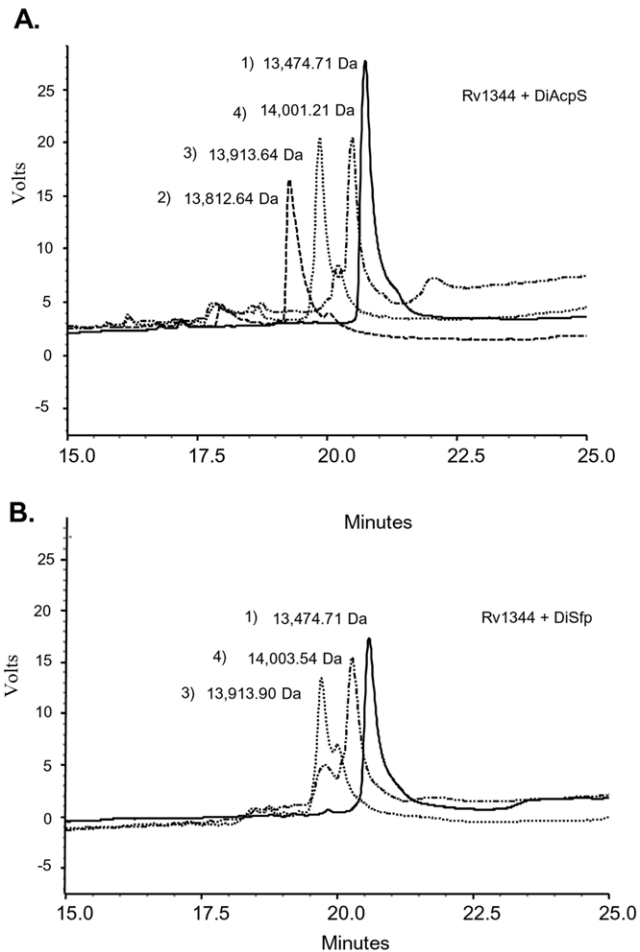 A.
1) 13,474.71 Da
Rv1344 + DiAcpS
4) 14,001.21 Da
3) 13,913.64 Da
2) 13,812.64 Da
Volts
25
20
15
10
5
0
-5
15.0 17.5 20.0 22.5 25.0
Minutes
B.
1) 13,474.71 Da
Rv1344 + DiSfp
4) 14,003.54 Da
3) 13,913.90 Da
Volts
25
20
15
10
5
0
-5
15.0 17.5 20.0 22.5 25.0
Minutes